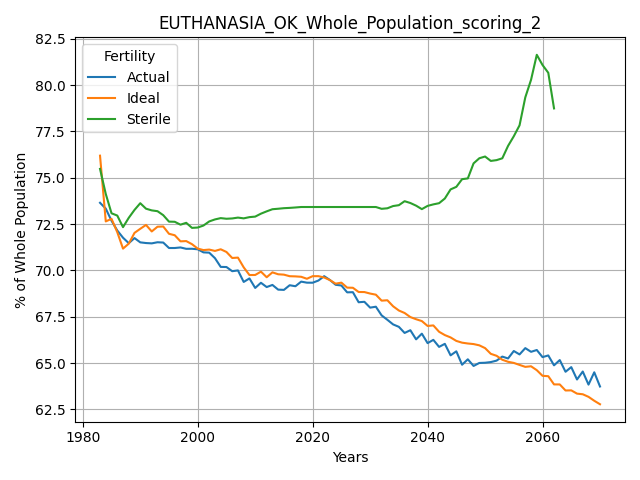 EUTHANASIA_OK_Whole_Population_scoring_2
% of Whole Population
82.5
80.0
77.5
75.0
72.5
70.0
67.5
65.0
62.5
Fertility
Actual
Ideal
Sterile
1980
2000
2020
2040
2060
Years